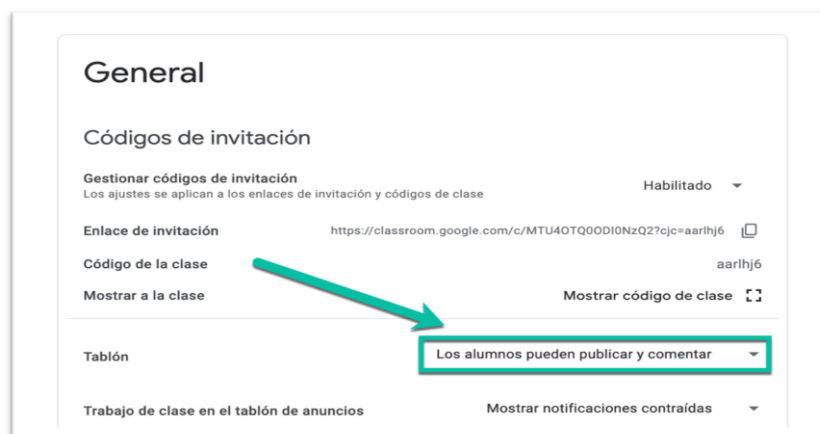 General
Códigos de invitación
Gestionar códigos de invitación
Los ajustes se aplican a los enlaces de invitación y códigos de clase
Habilitado
Enlace de invitación https://classroom.google.com/c/MTU4OTQ0ODI0NzQ2?cjc=aarlhj6
Código de la clase aarlhj6
Mostrar a la clase Mostrar código de clase
Tablón Los alumnos pueden publicar y comentar
Trabajo de clase en el tablón de anuncios Mostrar notificaciones contraídas